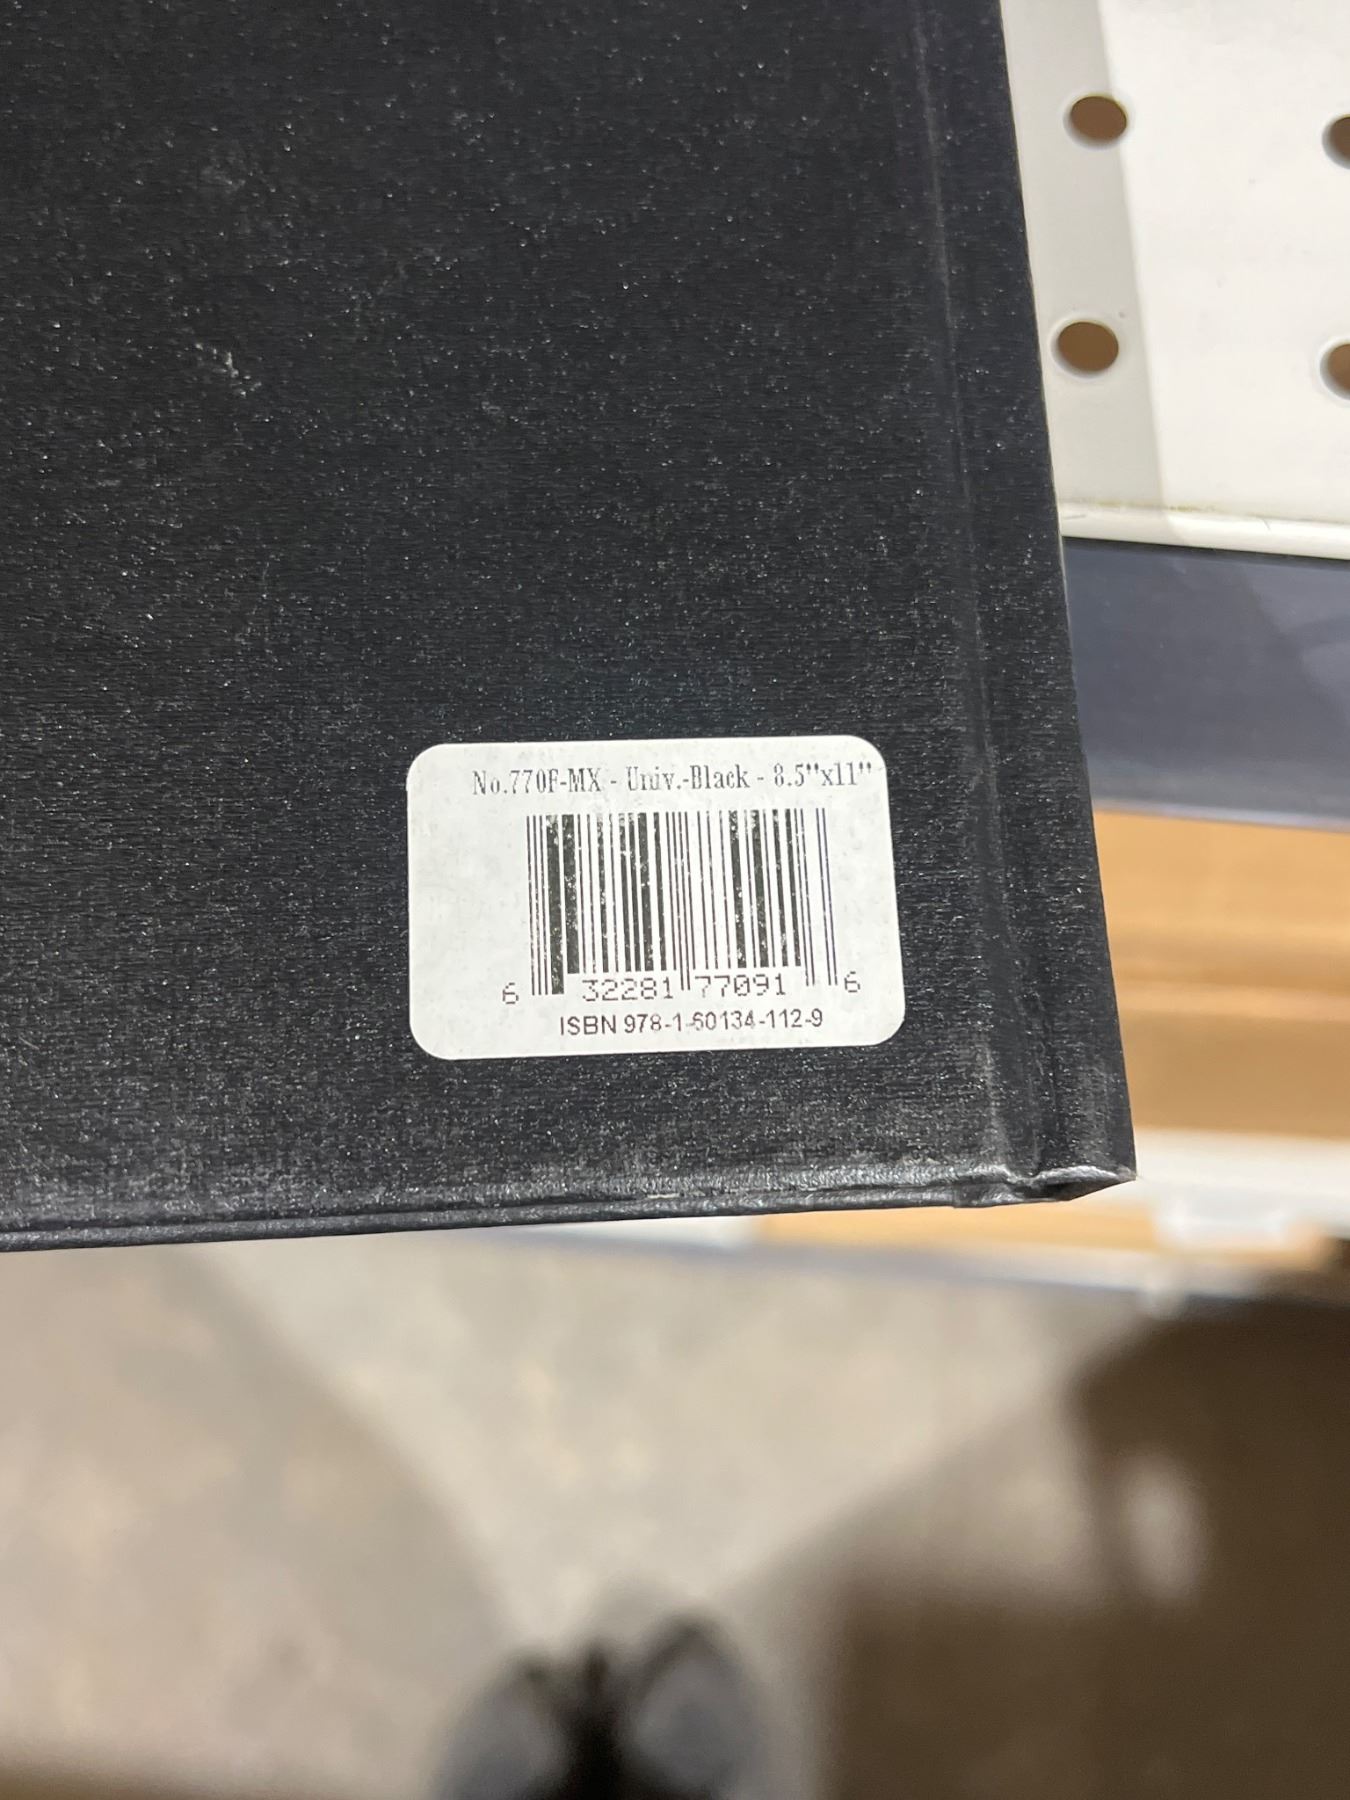 No.770F-MX - Univ.-Black - 8.5"x11"
6 32281 77091 6
ISBN 978-1-60134-112-9